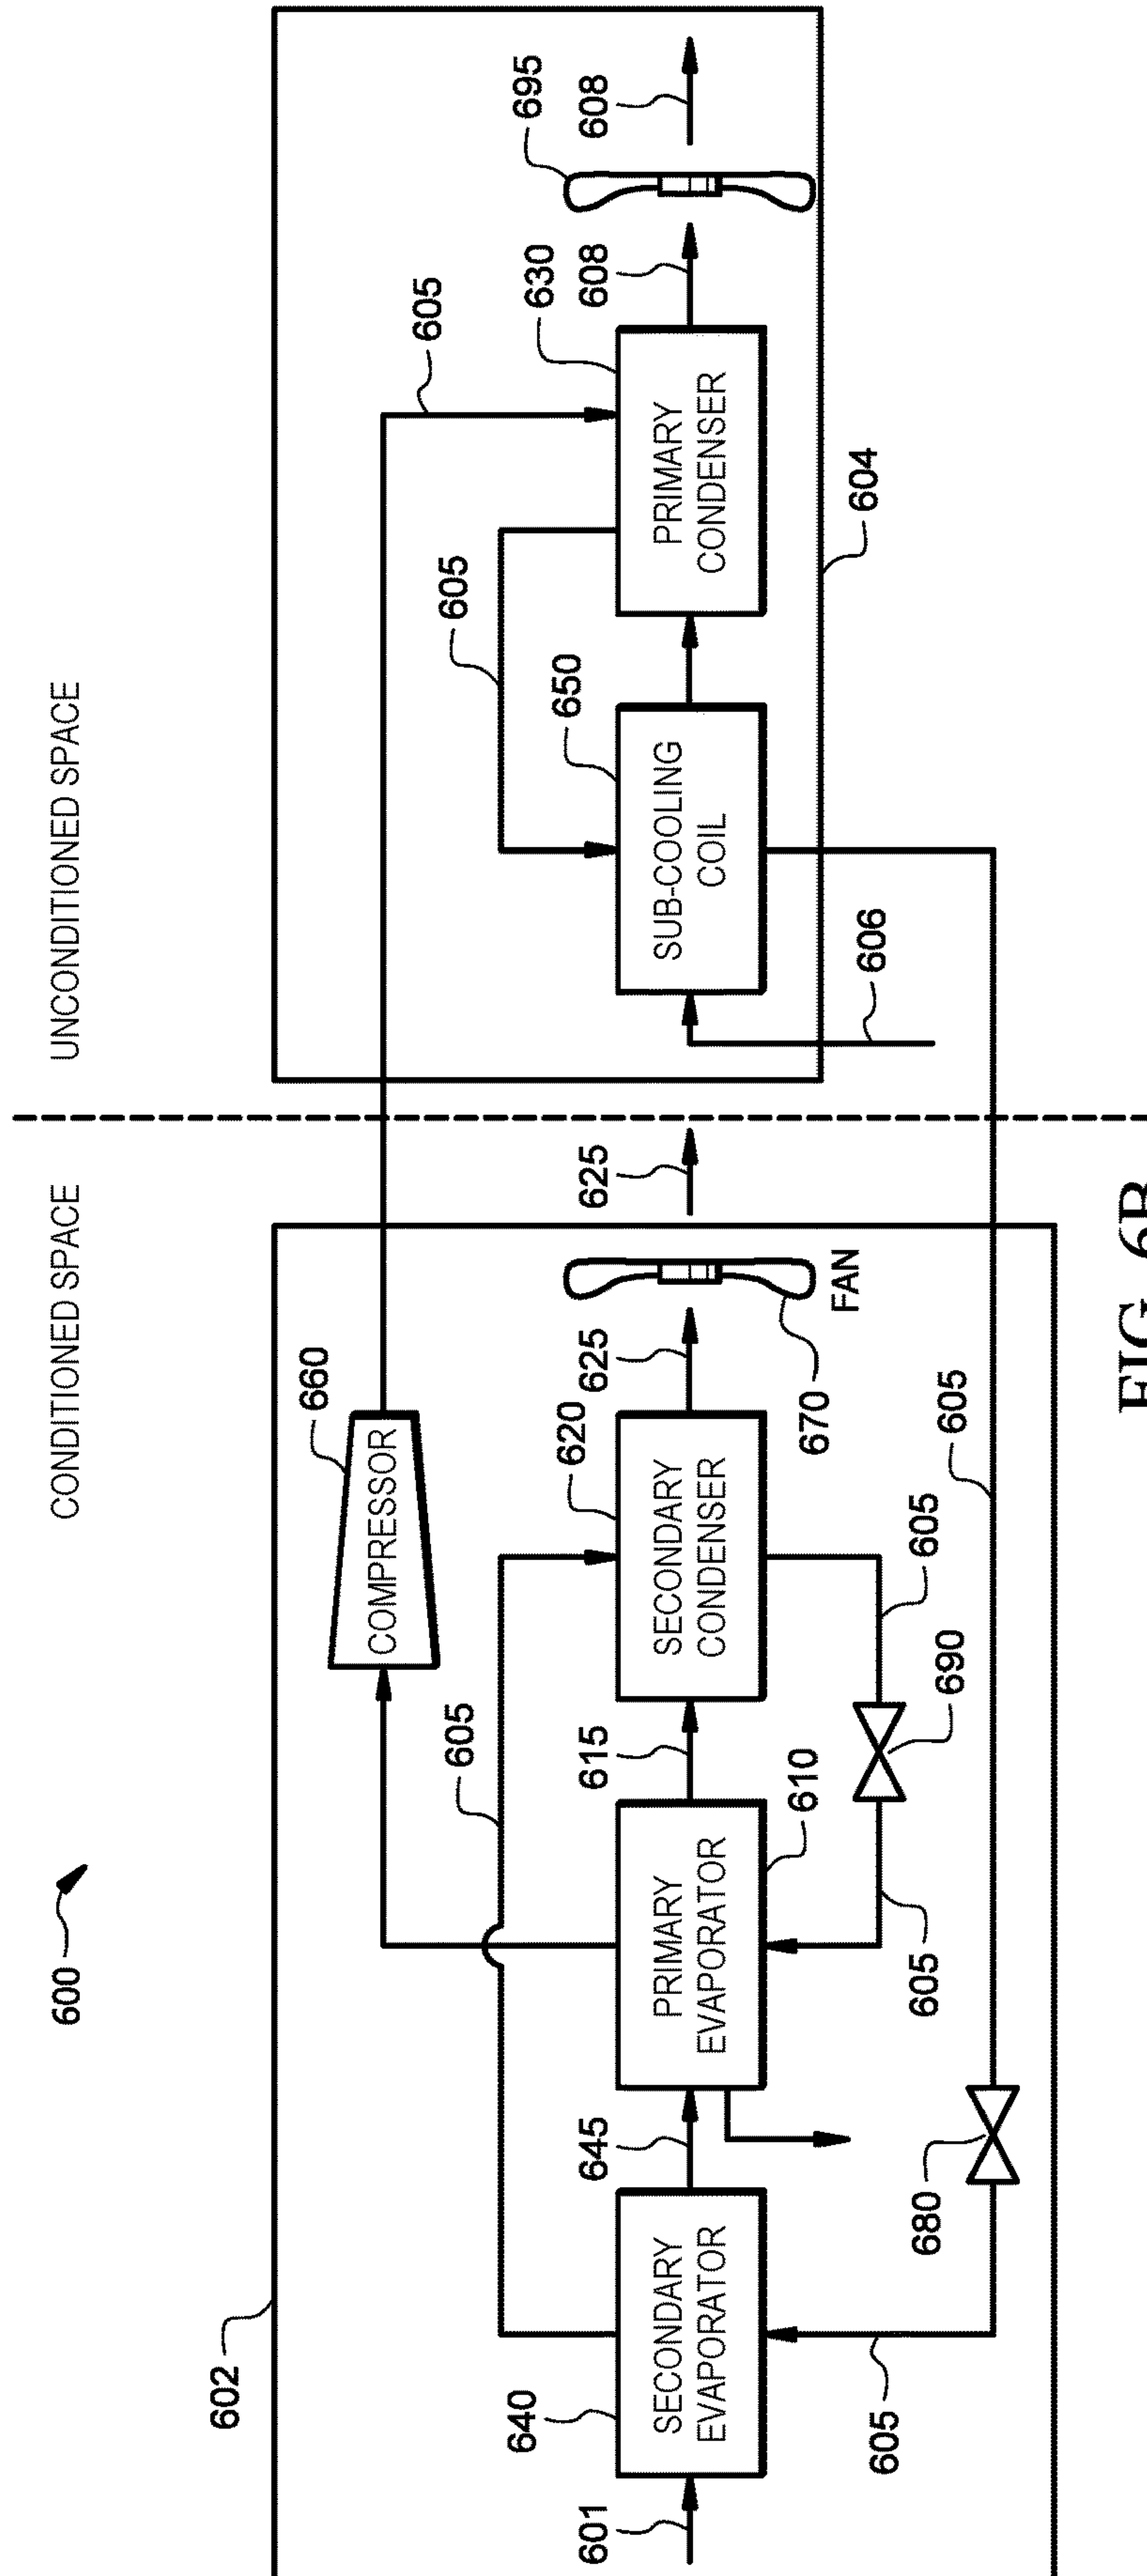 600
CONDITIONED SPACE
UNCONDITIONED SPACE
602
660
COMPRESSOR
605
605
605
640
620
650
630
695
601
645
615
625
625
608
608
SECONDARY
EVAPORATOR
PRIMARY
EVAPORATOR
SECONDARY
CONDENSER
SUB-COOLING
COIL
PRIMARY
CONDENSER
610
670
FAN
606
604
605
680
605
690
605
605
FIG. 6B